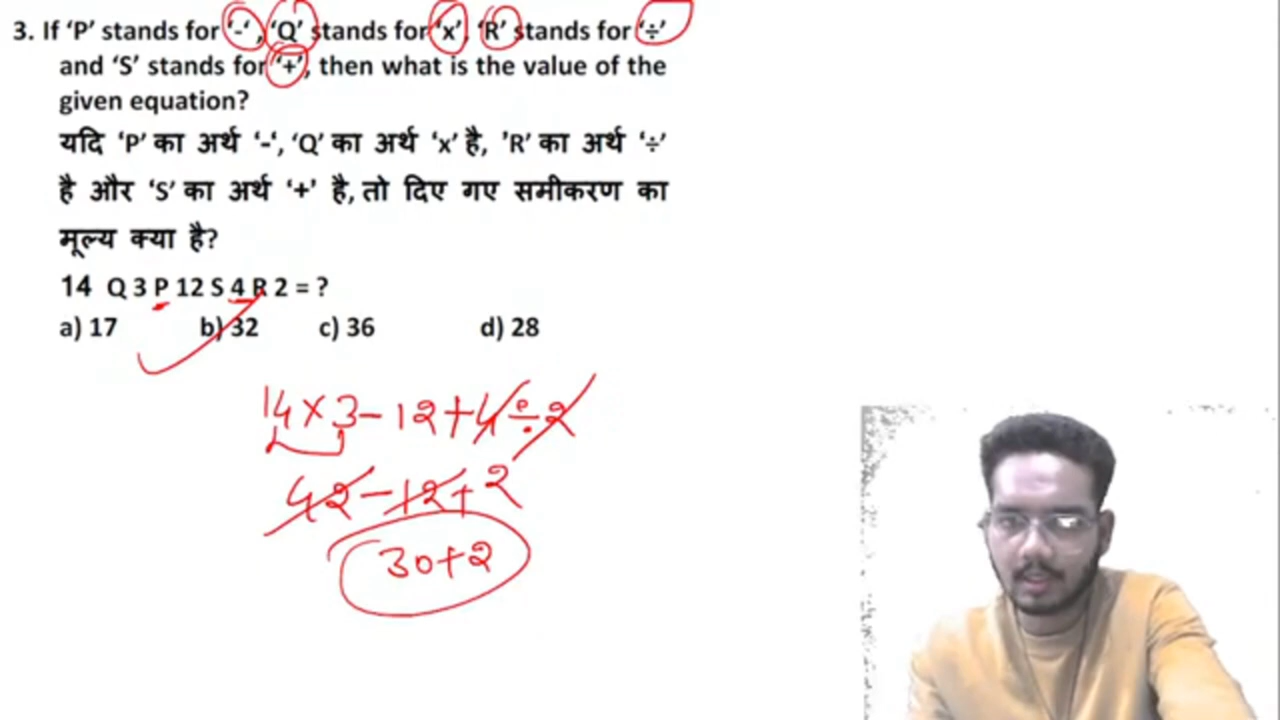 3. If ‘P’ stands for ‘-‘, ‘Q’ stands for ‘x’, ‘R’ stands for ‘÷’
and ‘S’ stands for ‘+’, then what is the value of the
given equation?
यदि ‘P’ का अर्थ ‘-‘, ‘Q’ का अर्थ ‘x’ है, ’R’ का अर्थ ‘÷’
है और ‘S’ का अर्थ ‘+’ है, तो दिए गए समीकरण का
मूल्य क्या है?
14 Q 3 P 12 S 4 R 2 = ?
a) 17 b) 32 c) 36 d) 28
14 x 3 - 12 + 4 ÷ 2
42 - 12 + 2
30+2